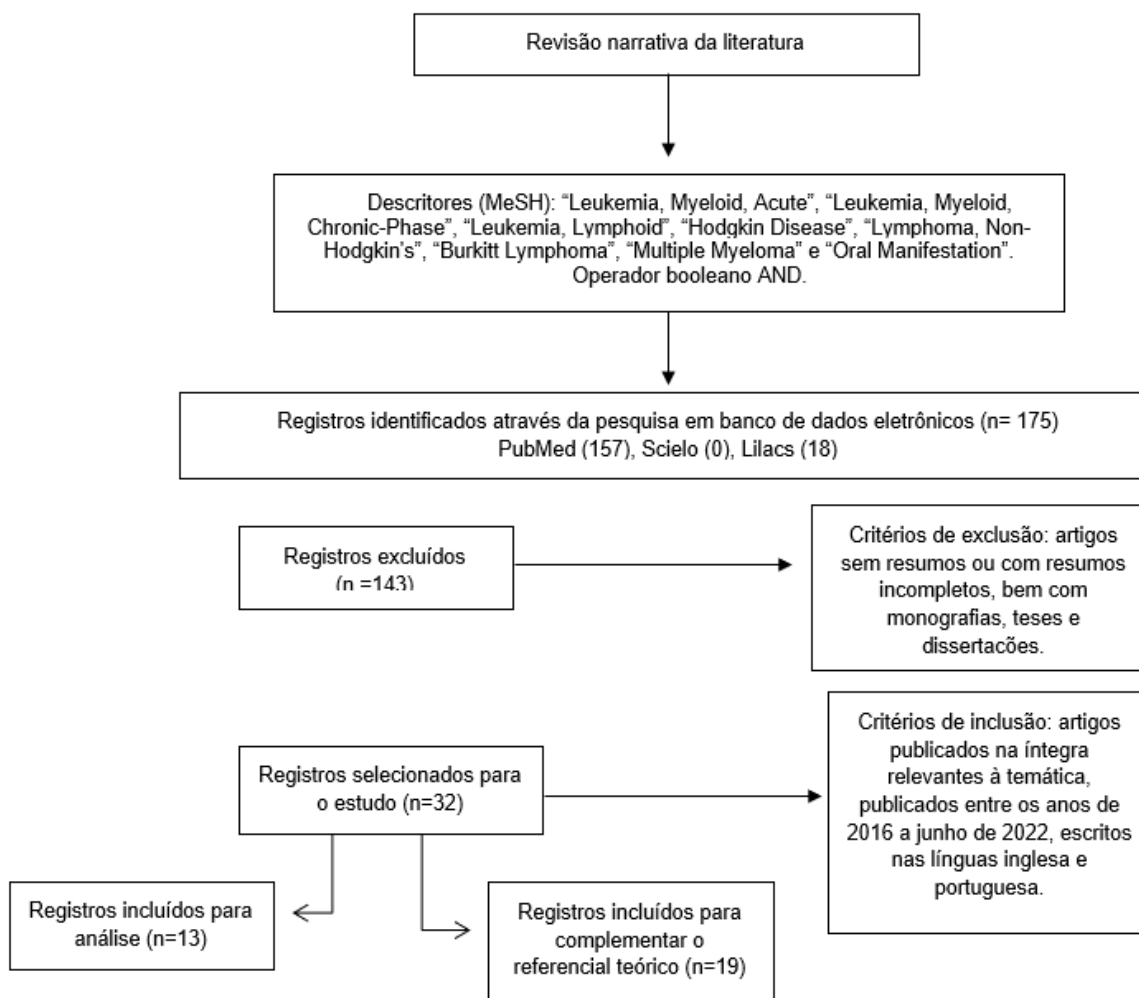 Revisão narrativa da literatura
Descritores (MeSH): “Leukemia, Myeloid, Acute”, “Leukemia, Myeloid,
Chronic-Phase”, “Leukemia, Lymphoid”, “Hodgkin Disease”, “Lymphoma, Non-
Hodgkin's”, “Burkitt Lymphoma”, “Multiple Myeloma” e “Oral Manifestation”.
Operador booleano AND.
Registros identificados através da pesquisa em banco de dados eletrônicos (n= 175)
PubMed (157), Scielo (0), Lilacs (18)
Registros excluídos
(n =143)
Critérios de exclusão: artigos
sem resumos ou com resumos
incompletos, bem com
monografias, teses e
dissertações.
Registros selecionados para
o estudo (n=32)
Critérios de inclusão: artigos
publicados na íntegra
relevantes à temática,
publicados entre os anos de
2016 a junho de 2022, escritos
nas línguas inglesa e
portuguesa.
Registros incluídos para
análise (n=13)
Registros incluídos para
complementar o
referencial teórico (n=19)